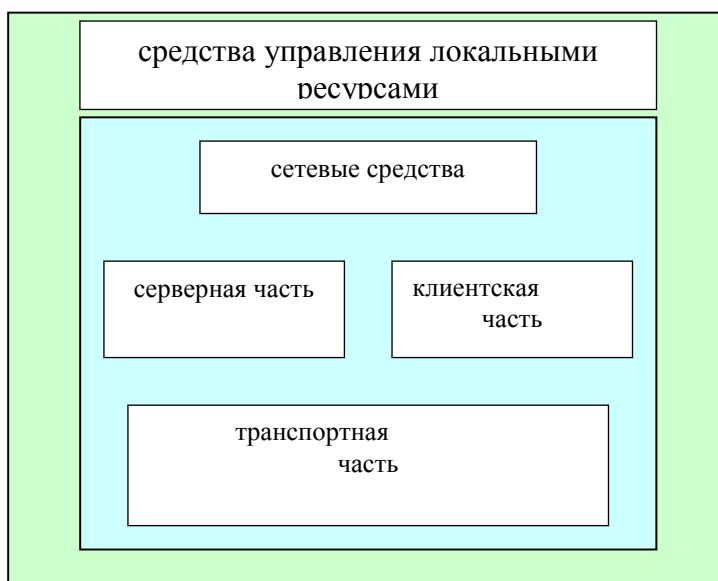 средства управления локальными
ресурсами
сетевые средства
серверная часть
клиентская
часть
транспортная
часть